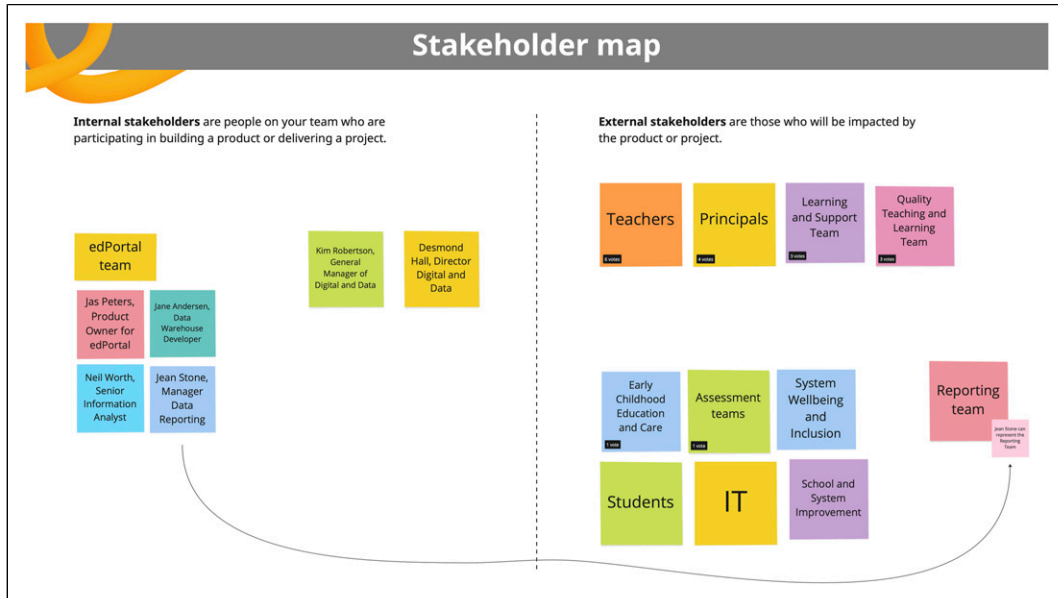 Stakeholder map
Internal stakeholders are people on your team who are
participating in building a product or delivering a project.
edPortal
team
Jas Peters,
Product
Owner for
edPortal
Jane Andersen,
Data
Warehouse
Developer
Neil Worth,
Senior
Information
Analyst
Jean Stone,
Manager
Data
Reporting
Kim Robertson,
General
Manager of
Digital and Data
Desmond
Hall, Director
Digital and
Data
External stakeholders are those who will be impacted by
the product or project.
Teachers
6 votes
Principals
4 votes
Learning
and Support
Team
3 votes
Quality
Teaching and
Learning
Team
3 votes
Early
Childhood
Education
and Care
1 vote
Assessment
teams
1 vote
System
Wellbeing
and
Inclusion
Reporting
team
Jean Stone can
represent the
Reporting
Team
Students
IT
School and
System
Improvement